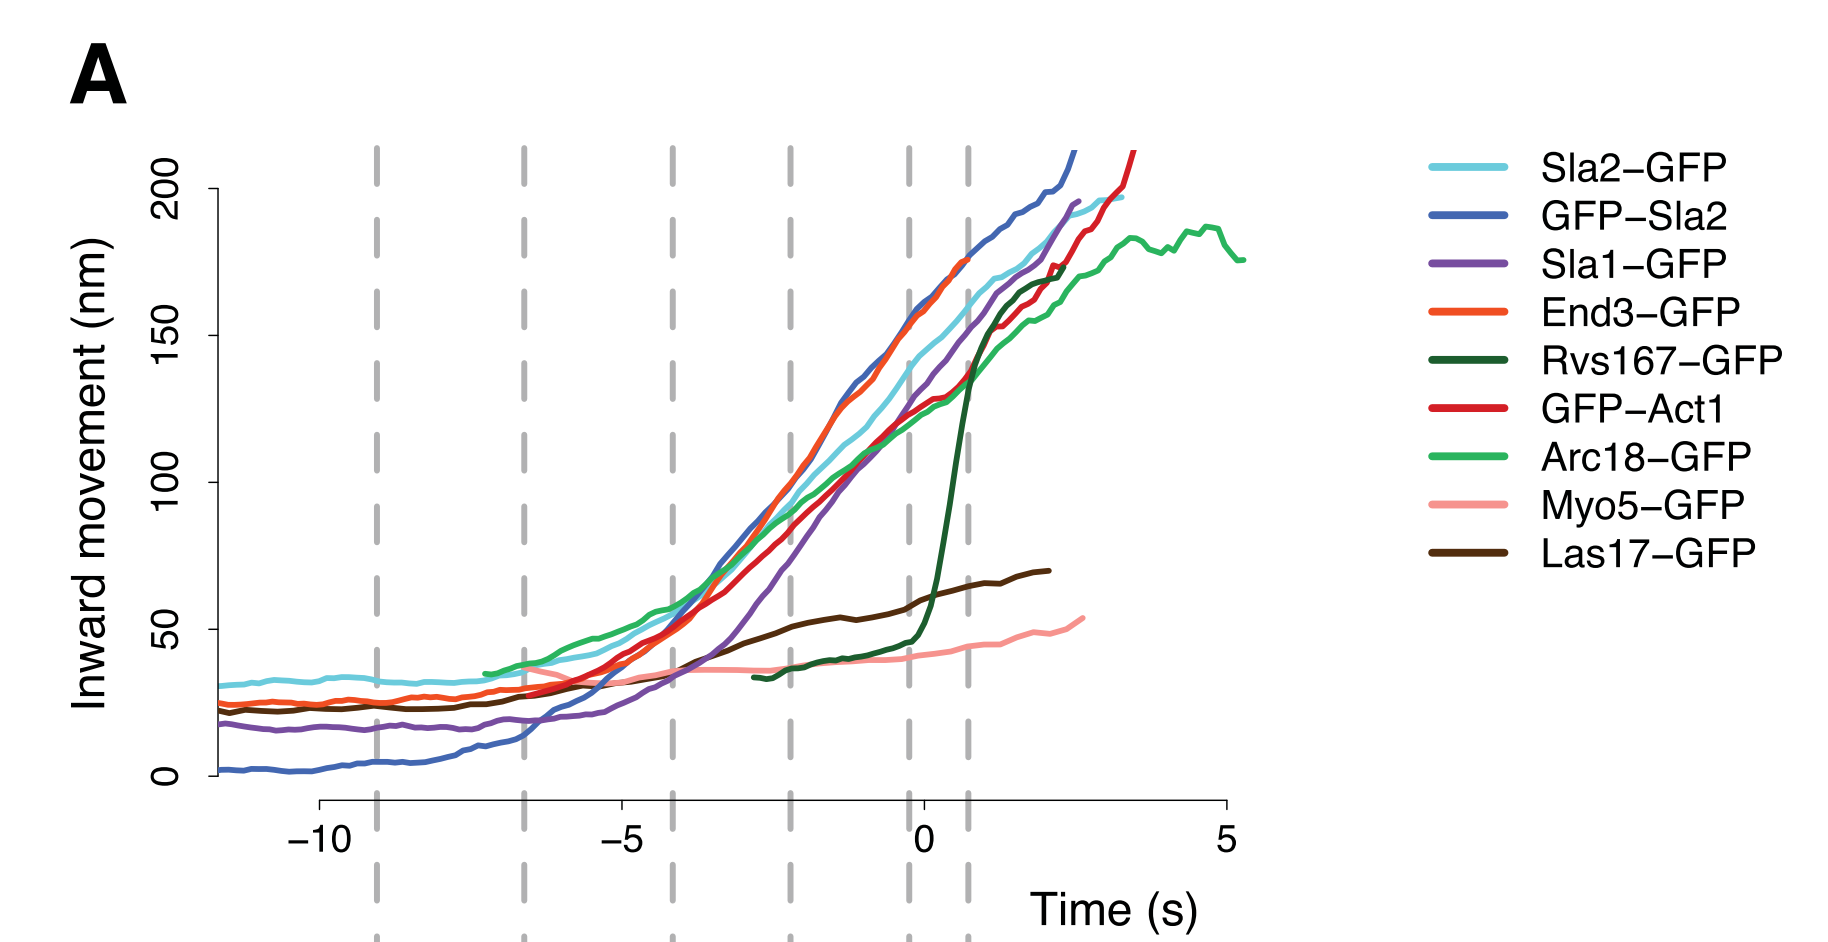 A
Inward movement (nm)
200
150
100
50
0
−10
−5
0
5
Time (s)
Sla2−GFP
GFP−Sla2
Sla1−GFP
End3−GFP
Rvs167−GFP
GFP−Act1
Arc18−GFP
Myo5−GFP
Las17−GFP